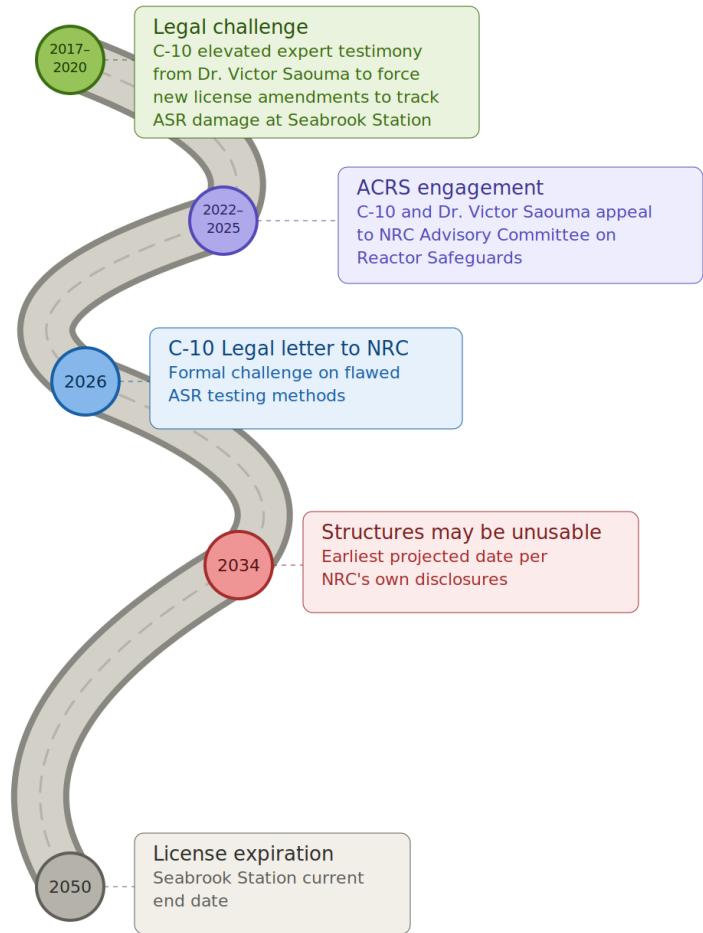 2017–
2020
Legal challenge
C-10 elevated expert testimony
from Dr. Victor Saouma to force
new license amendments to track
ASR damage at Seabrook Station
2022–
2025
ACRS engagement
C-10 and Dr. Victor Saouma appeal
to NRC Advisory Committee on
Reactor Safeguards
2026
C-10 Legal letter to NRC
Formal challenge on flawed
ASR testing methods
2034
Structures may be unusable
Earliest projected date per
NRC's own disclosures
2050
License expiration
Seabrook Station current
end date